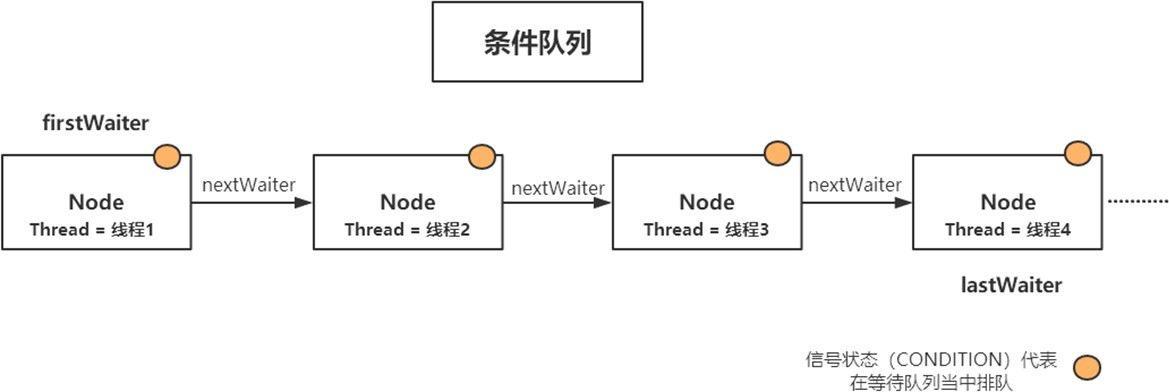 条件队列
firstWaiter
Node
Thread = 线程1
nextWaiter
Node
Thread = 线程2
nextWaiter
Node
Thread = 线程3
nextWaiter
Node
Thread = 线程4
lastWaiter
信号状态（CONDITION）代表
在等待队列当中排队